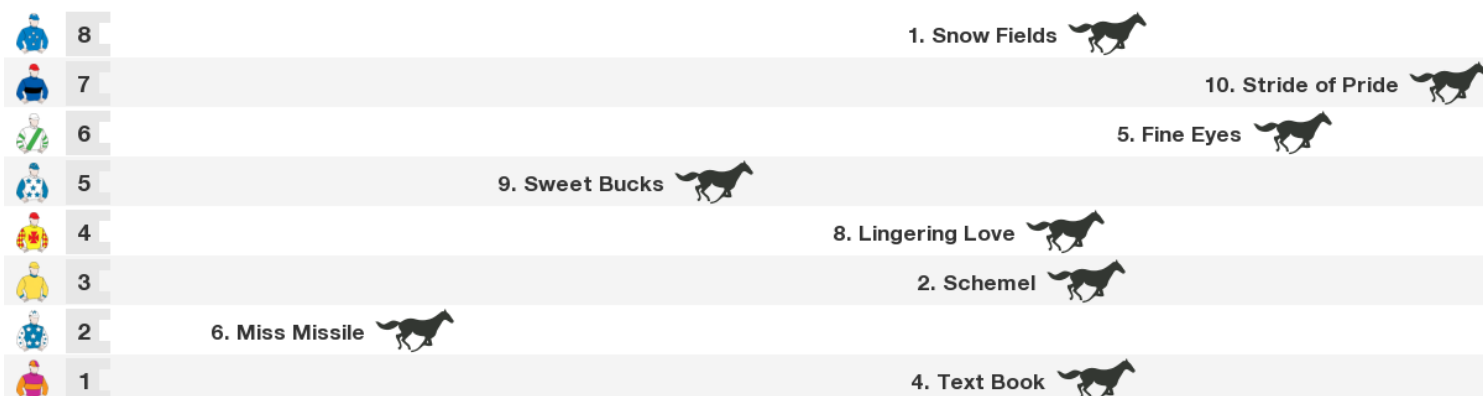 8 1. Snow Fields
7 10. Stride of Pride
6 5. Fine Eyes
5 9. Sweet Bucks
4 8. Lingering Love
3 2. Schemel
2 6. Miss Missile
1 4. Text Book